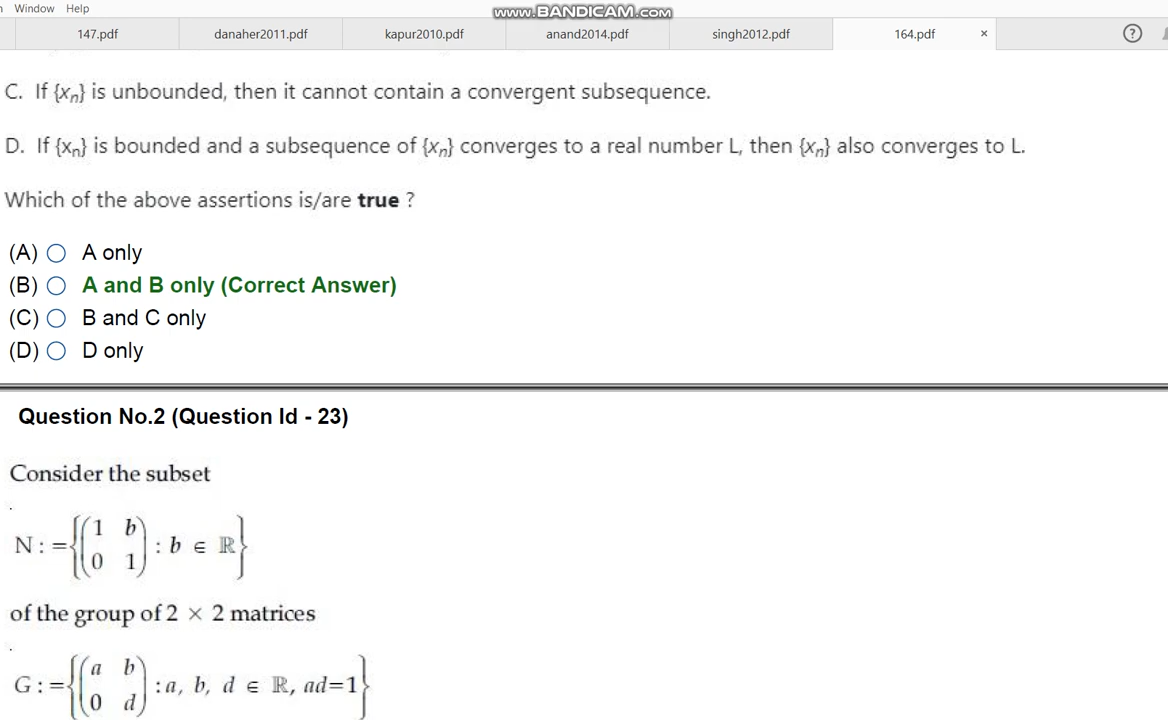 Window Help
www.BANDICAM.com
147.pdf danaher2011.pdf kapur2010.pdf anand2014.pdf singh2012.pdf 164.pdf × ?
C. If {xₙ} is unbounded, then it cannot contain a convergent subsequence.
D. If {xₙ} is bounded and a subsequence of {xₙ} converges to a real number L, then {xₙ} also converges to L.
Which of the above assertions is/are true ?
(A) A only
(B) A and B only (Correct Answer)
(C) B and C only
(D) D only
Question No.2 (Question Id - 23)
Consider the subset
N : = {(1 b
0 1) : b ∈ ℝ}
of the group of 2 × 2 matrices
G : = {(a b
0 d) : a, b, d ∈ ℝ, ad=1}